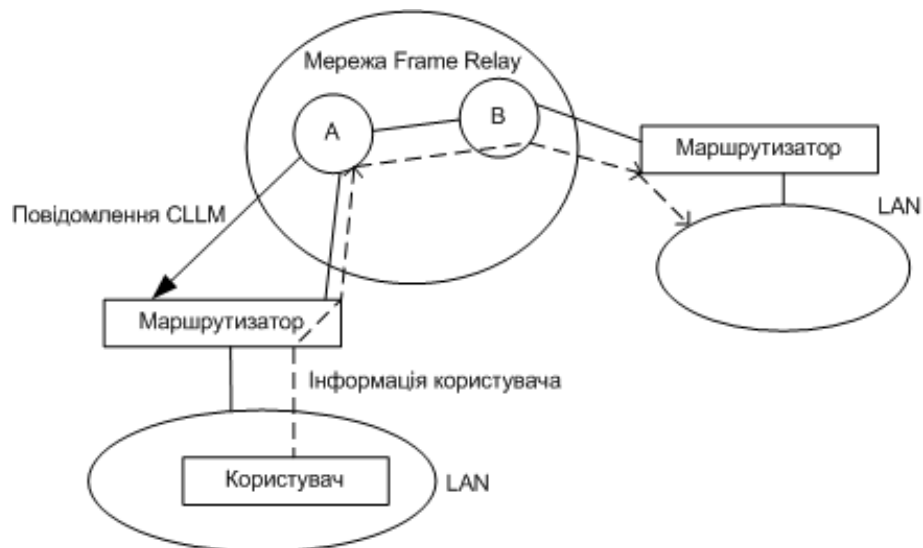 Мережа Frame Relay
A
B
Маршрутизатор
LAN
Повідомлення CLLM
Маршрутизатор
Інформація користувача
Користувач
LAN